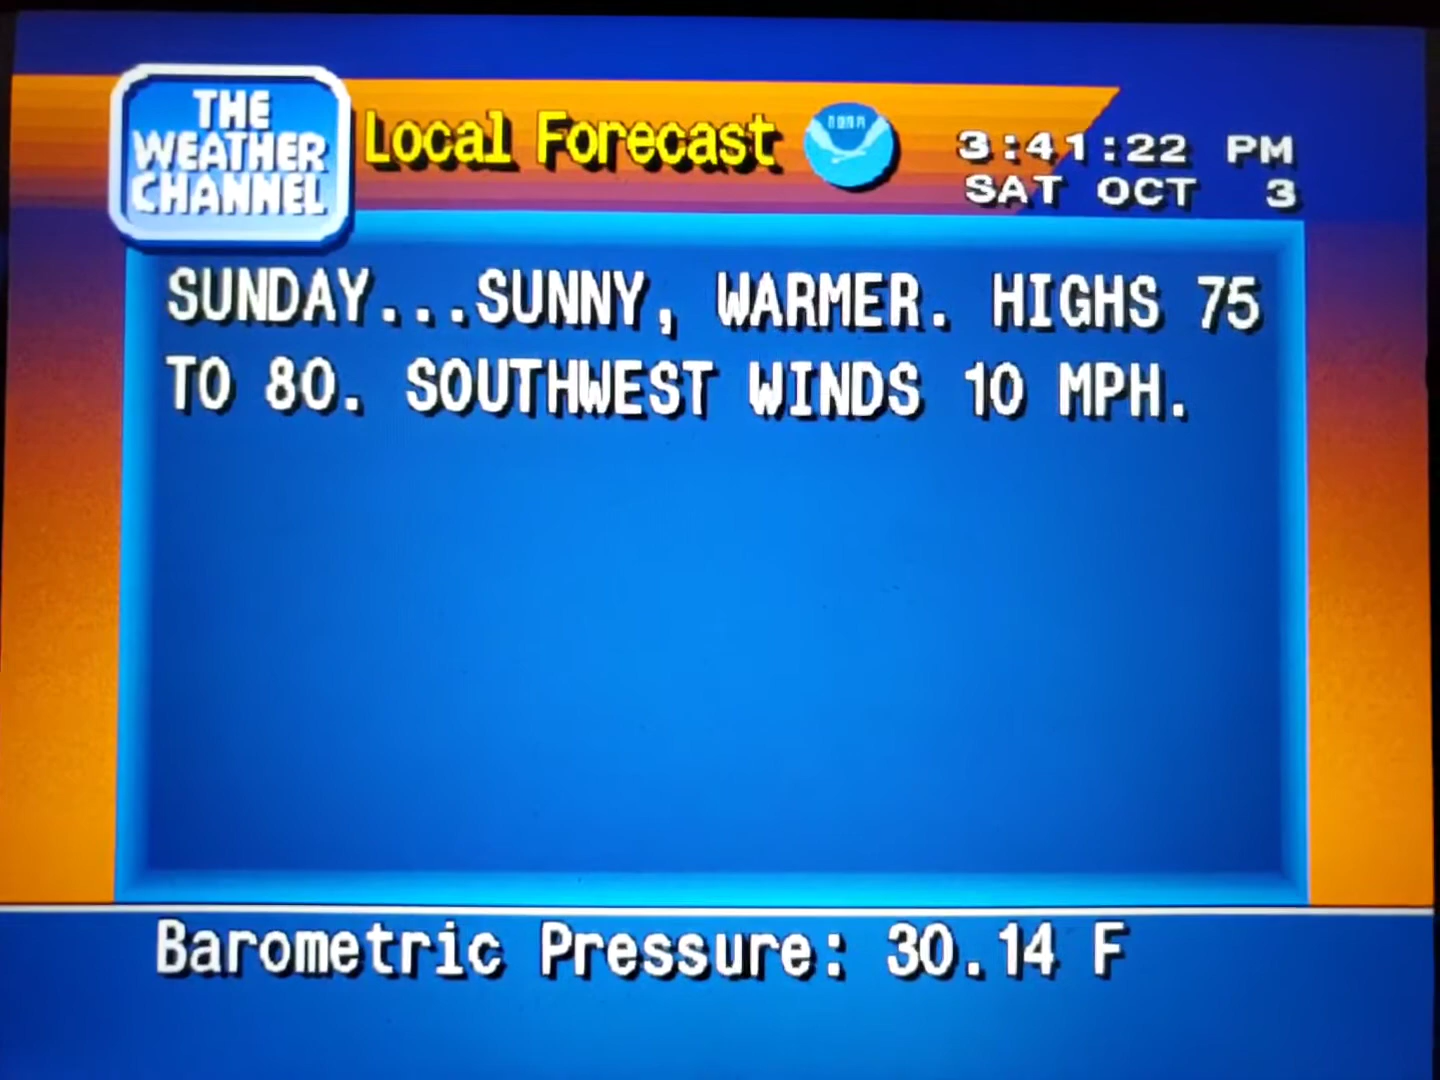 THE
WEATHER
CHANNEL
Local Forecast
NOAA
3:41:22 PM
SAT OCT 3
SUNDAY...SUNNY, WARMER. HIGHS 75
TO 80. SOUTHWEST WINDS 10 MPH.
Barometric Pressure: 30.14 F